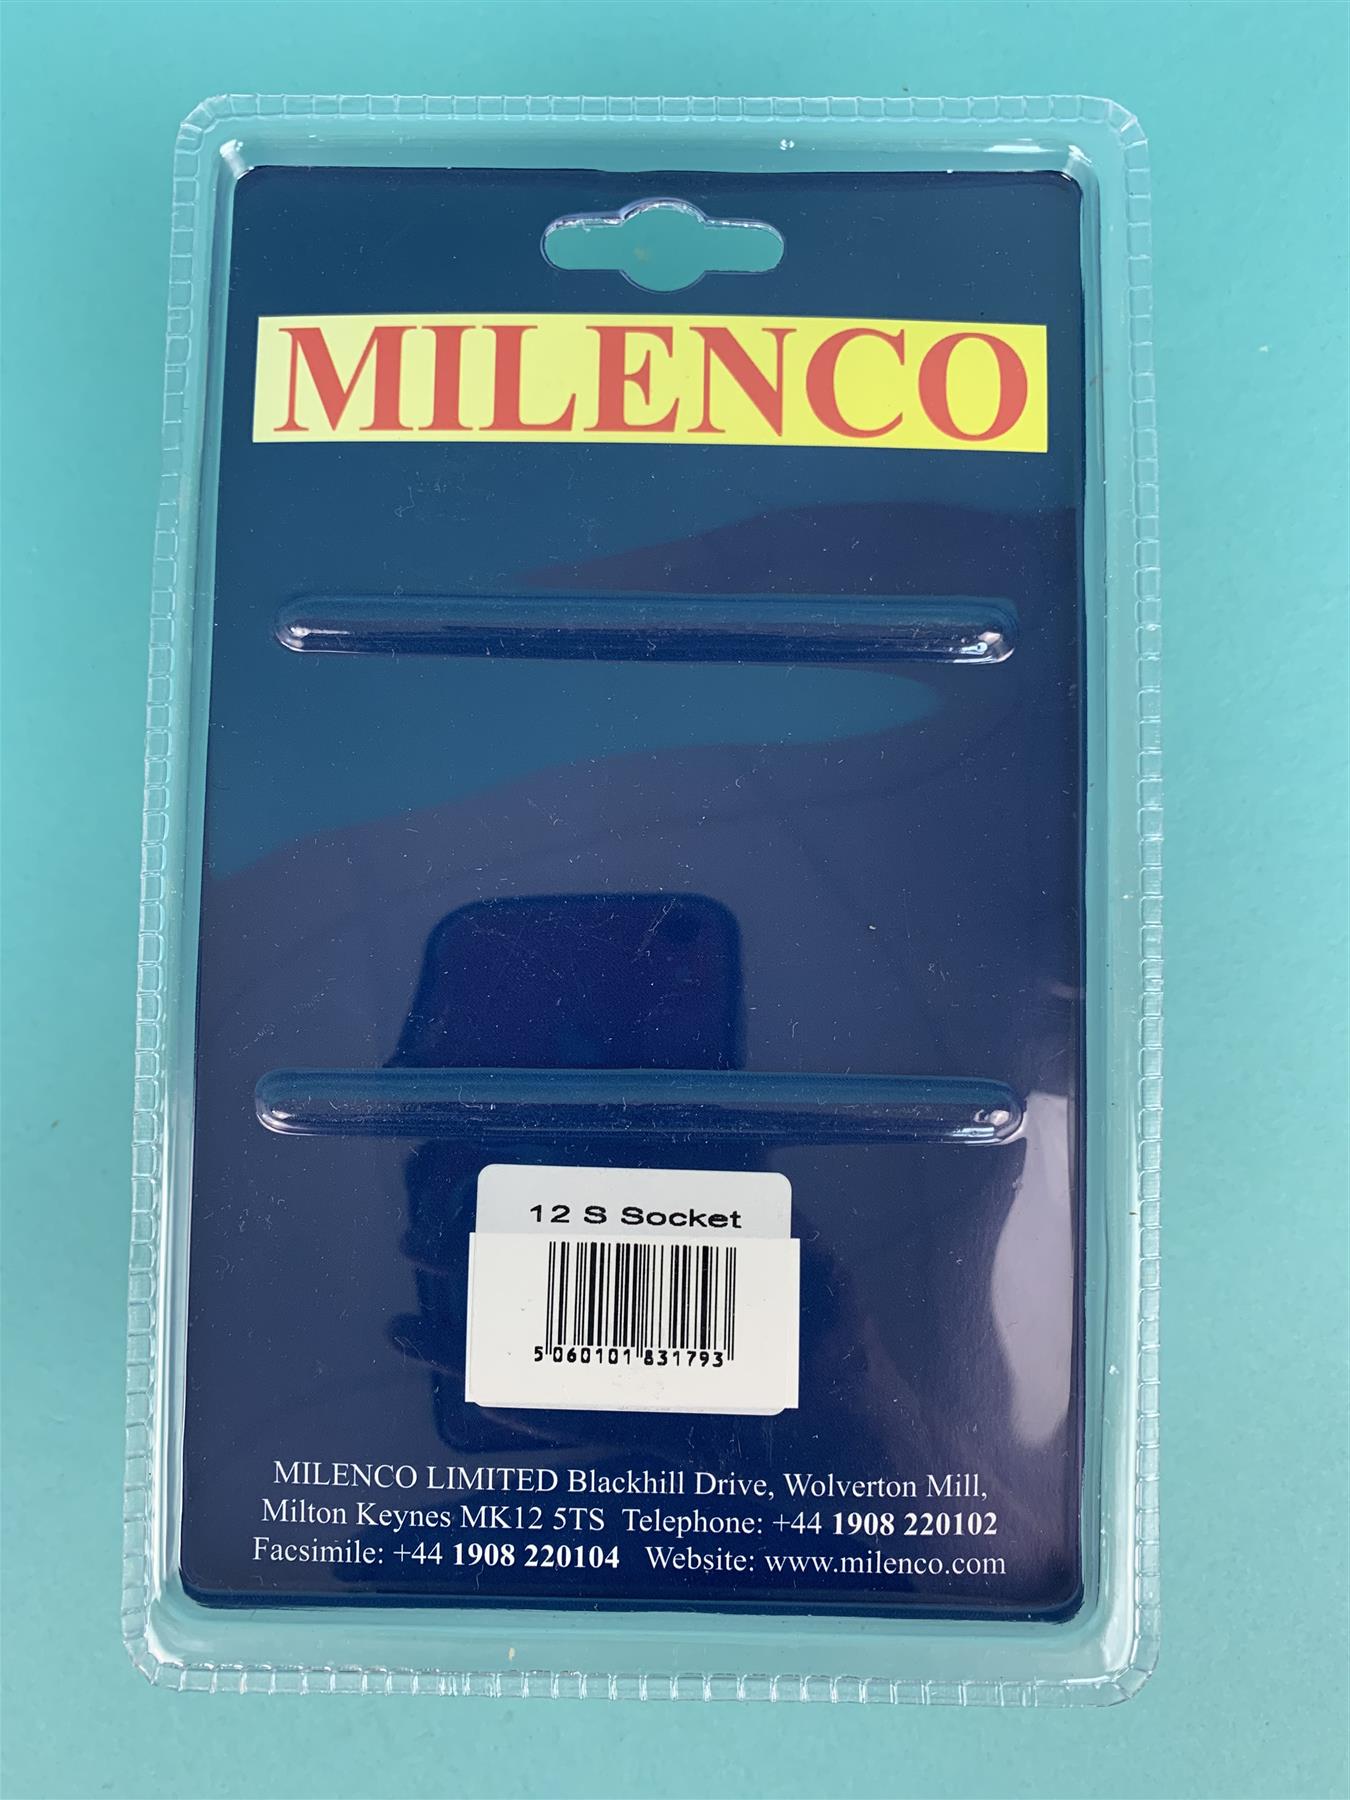 MILENCO
12 S Socket
5 060101 831793
MILENCO LIMITED Blackhill Drive, Wolverton Mill,
Milton Keynes MK12 5TS Telephone: +44 1908 220102
Facsimile: +44 1908 220104 Website: www.milenco.com